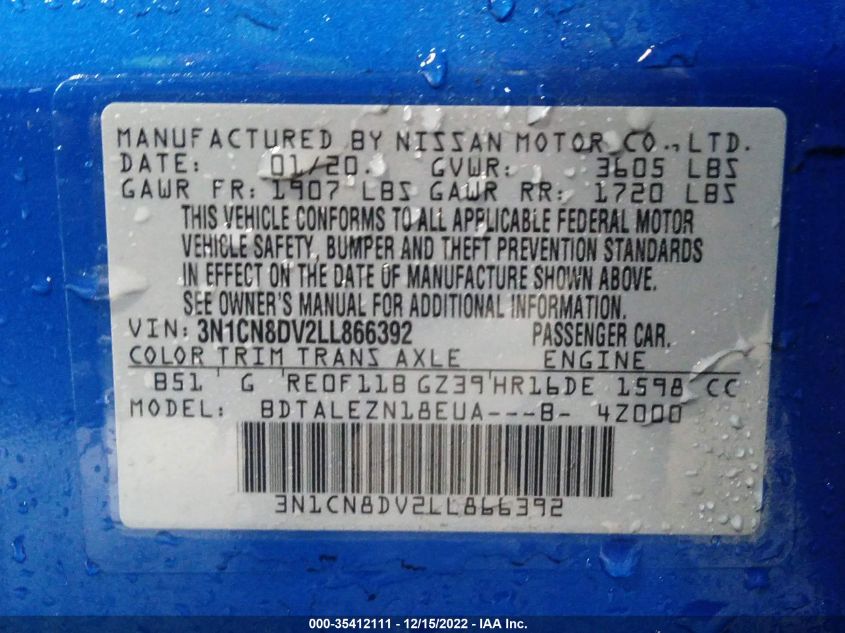 MANUFACTURED BY NISSAN MOTOR CO., LTD.
DATE: 01/20. GVWR: 3605 LBS
GAWR FR: 1907 LBS GAWR RR: 1720 LBS
THIS VEHICLE CONFORMS TO ALL APPLICABLE FEDERAL MOTOR
VEHICLE SAFETY, BUMPER AND THEFT PREVENTION STANDARDS
IN EFFECT ON THE DATE OF MANUFACTURE SHOWN ABOVE.
SEE OWNER'S MANUAL FOR ADDITIONAL INFORMATION.
VIN: 3N1CN8DV2LL866392 PASSENGER CAR.
COLOR TRIM TRANS AXLE ENGINE
B51 G RE0F11B GZ39 HR16DE 1598 CC
MODEL: BDTALEZN18EUA---B- 4Z000
3N1CN8DV2LL866392
000-35412111 - 12/15/2022 - IAA Inc.